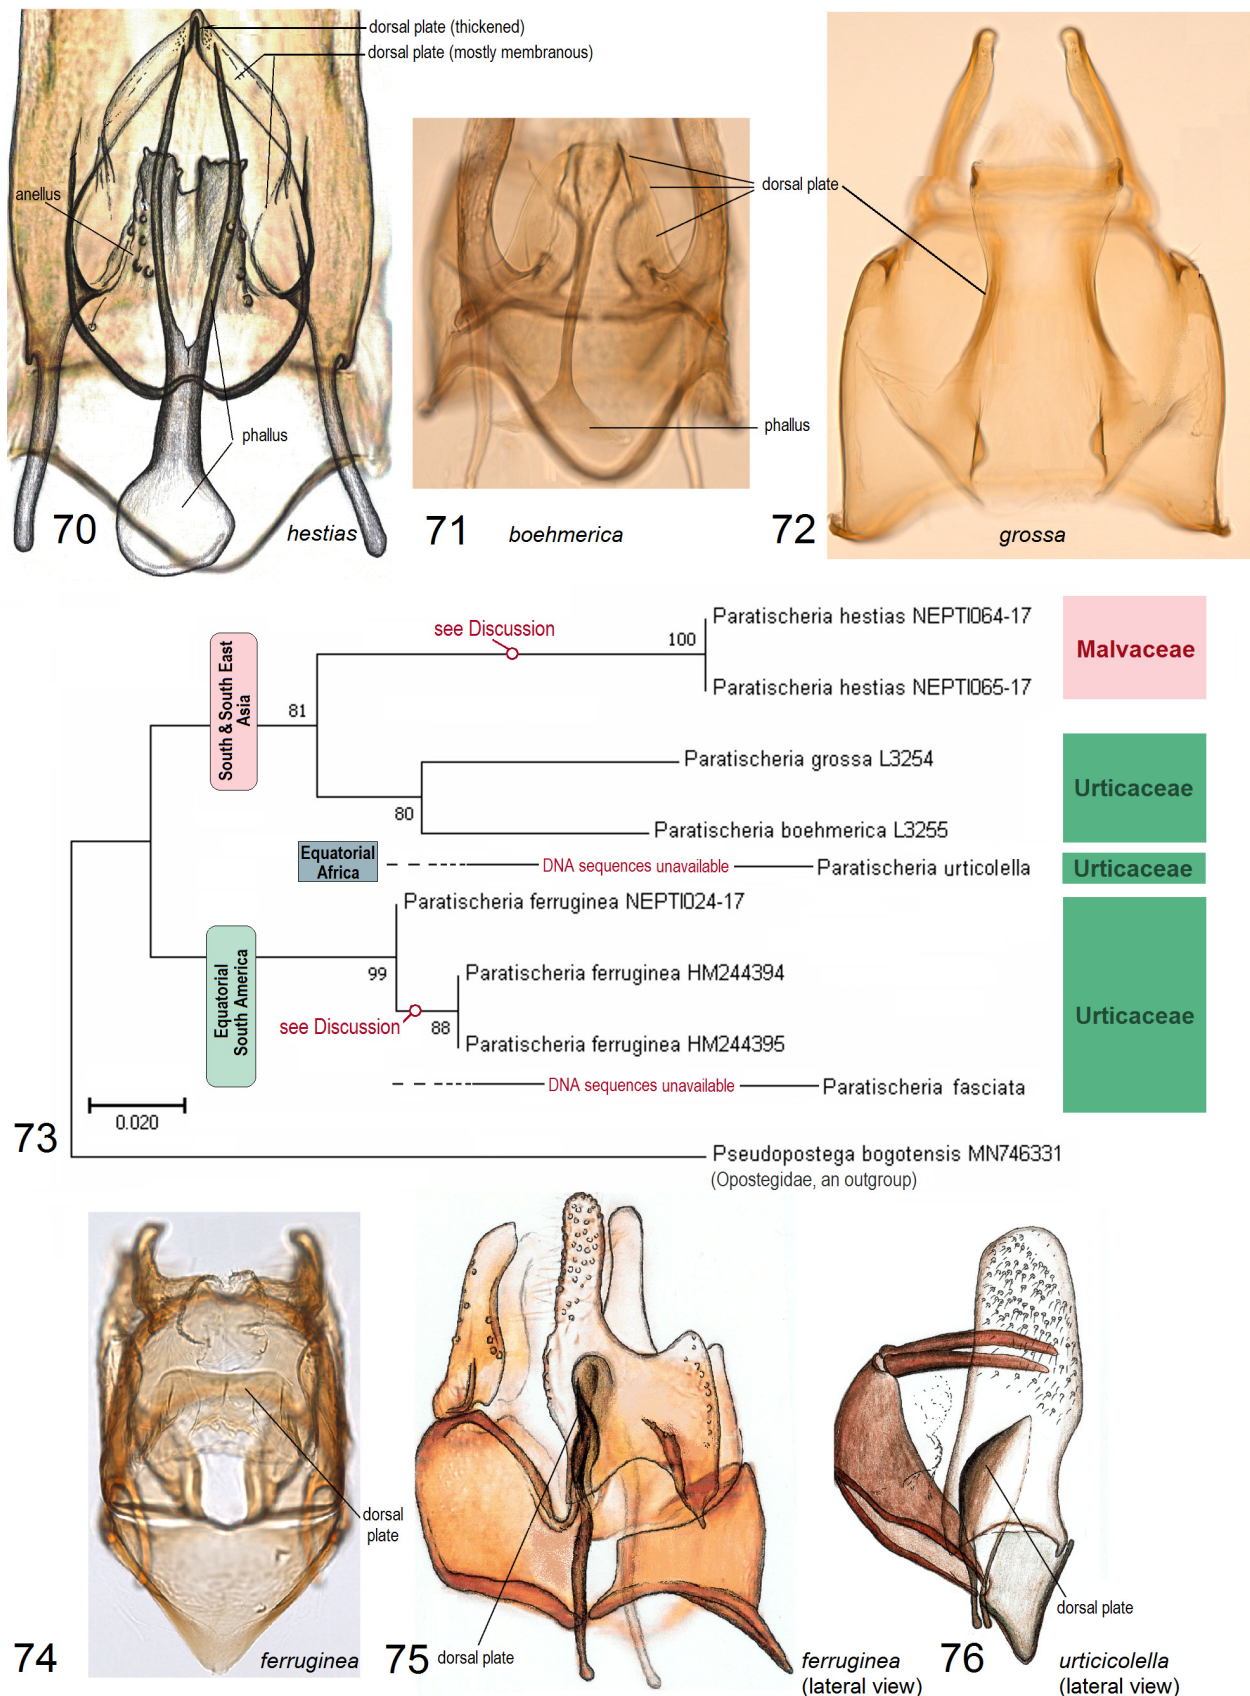 dorsal plate (thickened)
dorsal plate (mostly membranous)
anellus
phallus
70
hestias
dorsal plate
phallus
71
boehmerica
72
grossa
see Discussion
South & South East
Asia
81
100
Paratischeria hestias NEPTI064-17
Paratischeria hestias NEPTI065-17
Malvaceae
Paratischeria grossa L3254
80
Paratischeria boehmerica L3255
Urticaceae
Equatorial
Africa
DNA sequences unavailable
Paratischeria urticolella
Urticaceae
Paratischeria ferruginea NEPTI024-17
Equatorial
South America
99
Paratischeria ferruginea HM244394
see Discussion
88
Paratischeria ferruginea HM244395
Urticaceae
DNA sequences unavailable
Paratischeria fasciata
0.020
73
Pseudopostega bogotensis MN746331
(Opostegidae, an outgroup)
dorsal
plate
74
ferruginea
75
dorsal plate
ferruginea
(lateral view)
dorsal plate
76
urticicolella
(lateral view)